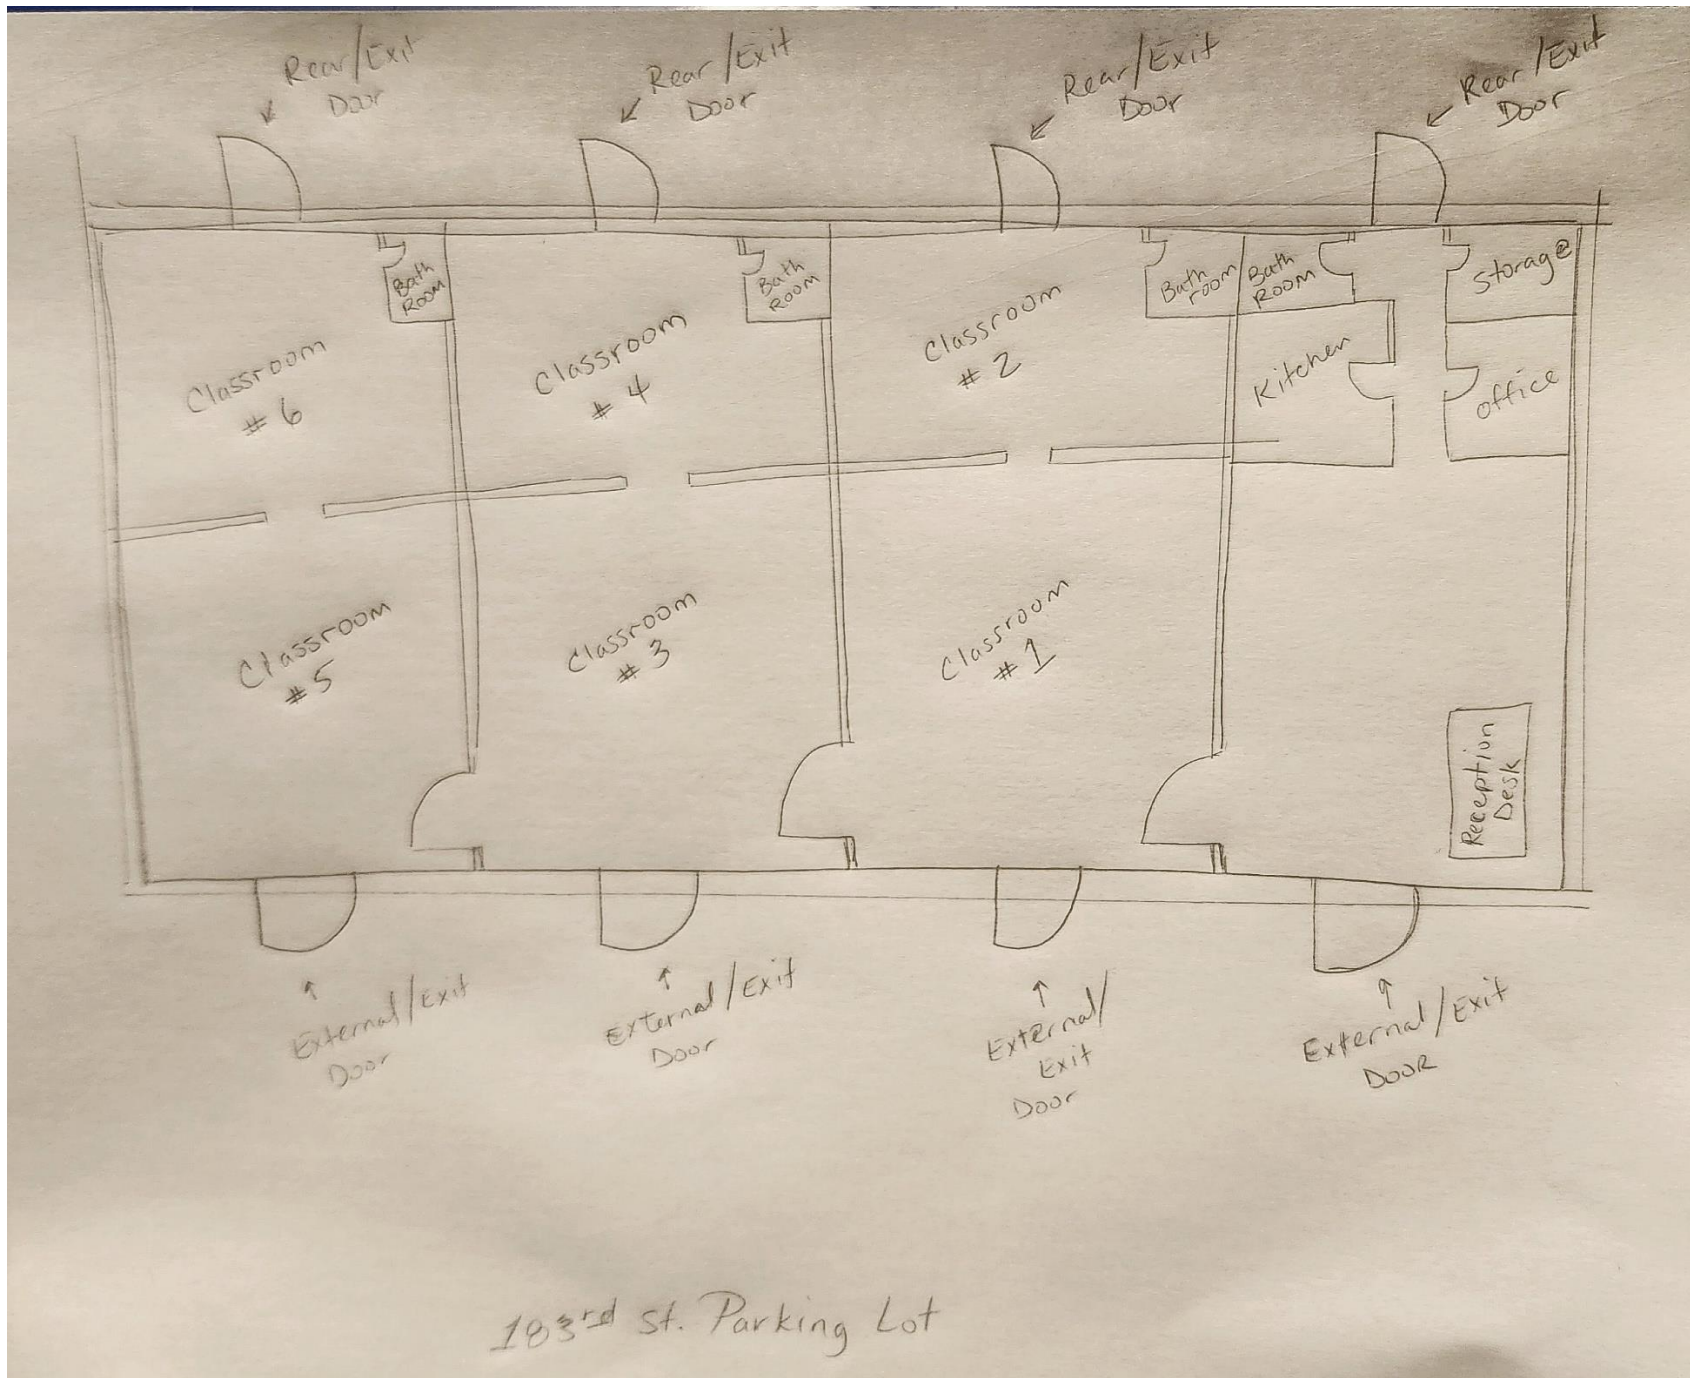 Rear/Exit
Door
Rear/Exit
Door
Rear/Exit
Door
Rear/Exit
Door
Bath
Room
Bath
Room
Bath
room
Bath
Room
Storage
Classroom
# 6
Classroom
# 4
Classroom
# 2
Kitchen
office
Classroom
# 5
Classroom
# 3
Classroom
# 1
Reception
Desk
External/Exit
Door
External/Exit
Door
External/
Exit
Door
External/Exit
DOOR
183rd St. Parking Lot